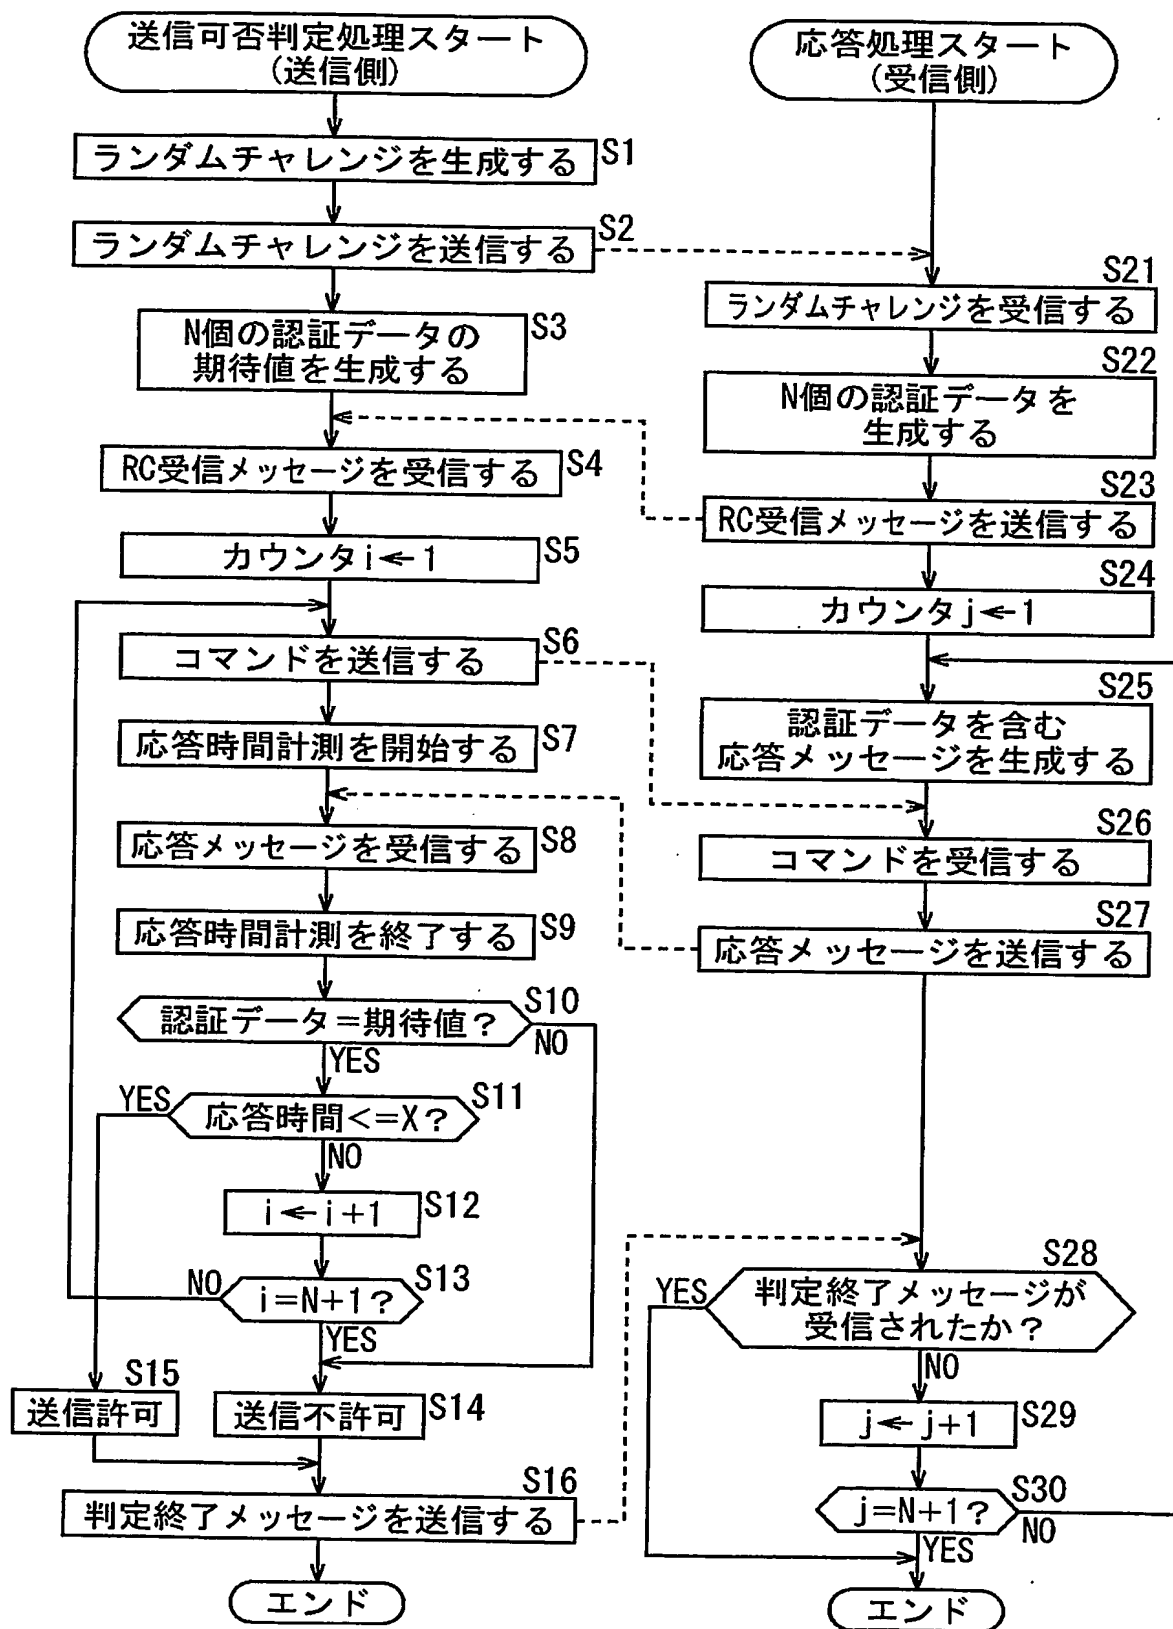 送信可否判定処理スタート
(送信側)
ランダムチャレンジを生成する
S1
ランダムチャレンジを送信する
S2
N個の認証データの
期待値を生成する
S3
RC受信メッセージを受信する
S4
カウンタi←1
S5
コマンドを送信する
S6
応答時間計測を開始する
S7
応答メッセージを受信する
S8
応答時間計測を終了する
S9
認証データ=期待値?
S10
NO
YES
応答時間<=X?
S11
YES
NO
i←i+1
S12
i=N+1?
S13
NO
YES
送信許可
S15
送信不許可
S14
判定終了メッセージを送信する
S16
エンド
応答処理スタート
(受信側)
S21
ランダムチャレンジを受信する
S22
N個の認証データを
生成する
S23
RC受信メッセージを送信する
S24
カウンタj←1
S25
認証データを含む
応答メッセージを生成する
S26
コマンドを受信する
S27
応答メッセージを送信する
S28
判定終了メッセージが
受信されたか?
YES
NO
j←j+1
S29
j=N+1?
S30
NO
YES
エンド